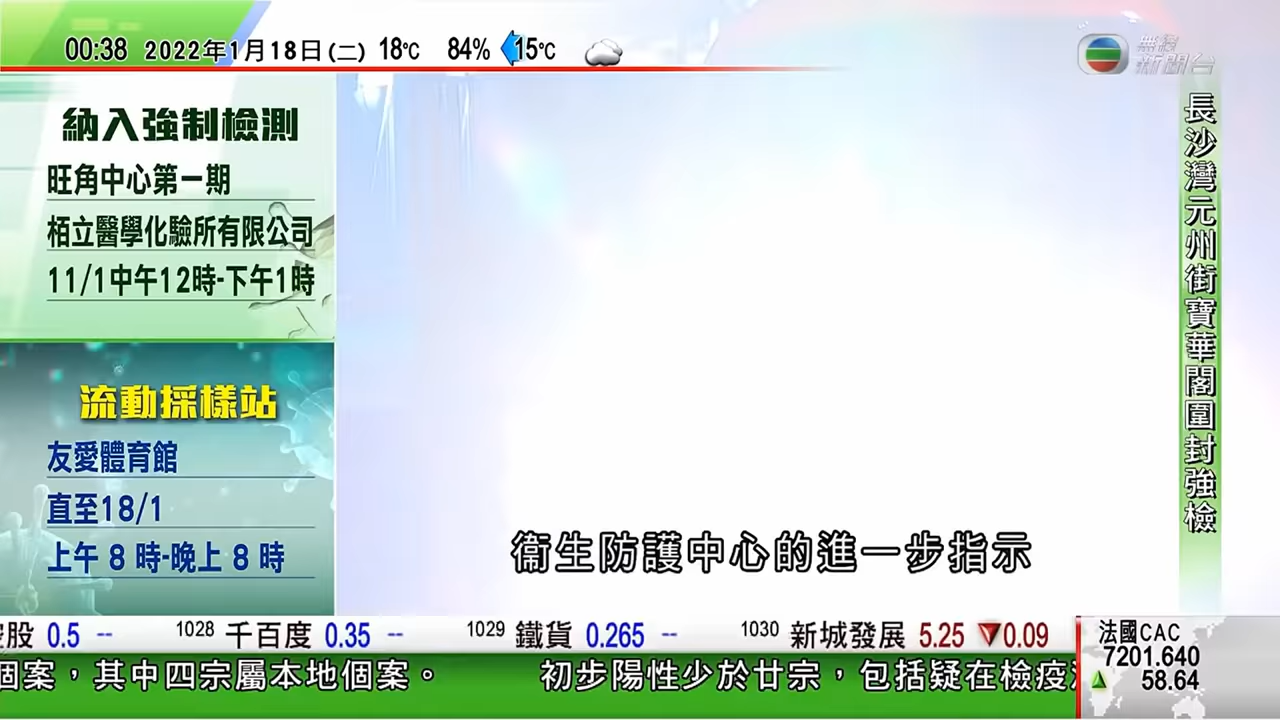 00:38 2022年1月18日(二) 18℃ 84% 15℃
無綫新聞台
納入強制檢測
旺角中心第一期
栢立醫學化驗所有限公司
11/1中午12時-下午1時
流動採樣站
友愛體育館
直至18/1
上午 8 時-晚上 8 時
長沙灣元州街寶華閣圍封強檢
衞生防護中心的進一步指示
股 0.5 -- 1028 千百度 0.35 -- 1029 鐵貨 0.265 -- 1030 新城發展 5.25 ▼0.09
個案，其中四宗屬本地個案。 初步陽性少於廿宗，包括疑在檢疫
法國CAC
7201.640
▲ 58.64